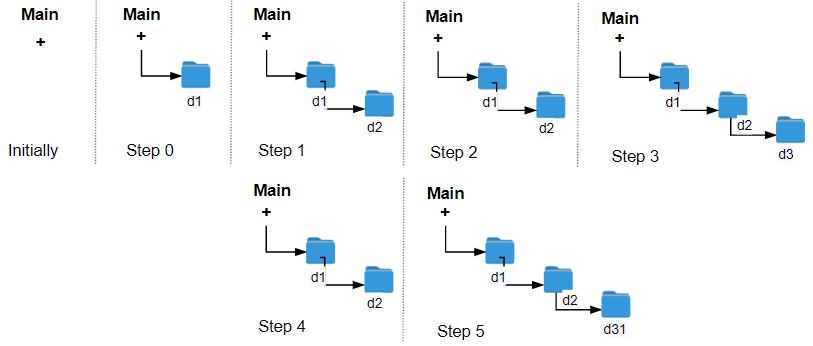 Main
+
Initially
Main
+
d1
Step 0
Main
+
d1
d2
Step 1
Main
+
d1
d2
Step 2
Main
+
d1
d2
d3
Step 3
Main
+
d1
d2
Step 4
Main
+
d1
d2
d31
Step 5